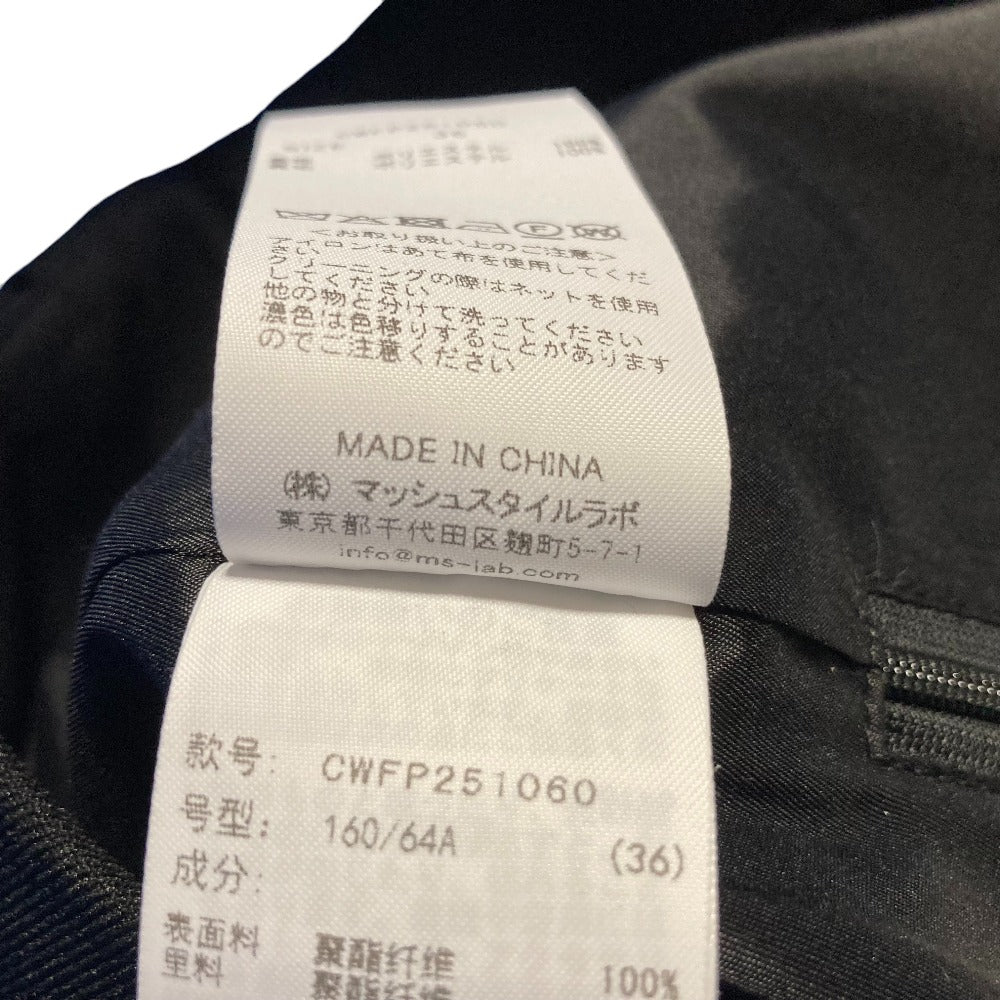 <お取り扱い上のご注意>
アイロンはあて布を使用してくだ
さい
クリーニングの際はネットを使用
してください
他の物と分けて洗ってください
濃色は色移りすることがあります
のでご注意ください
MADE IN CHINA
(株) マッシュスタイルラボ
東京都千代田区麹町5-7-1
info@ms-lab.com
款号: CWFP251060
号型: 160/64A (36)
成分:
表面料 聚酯纤维 100%
里料 聚酯纤维